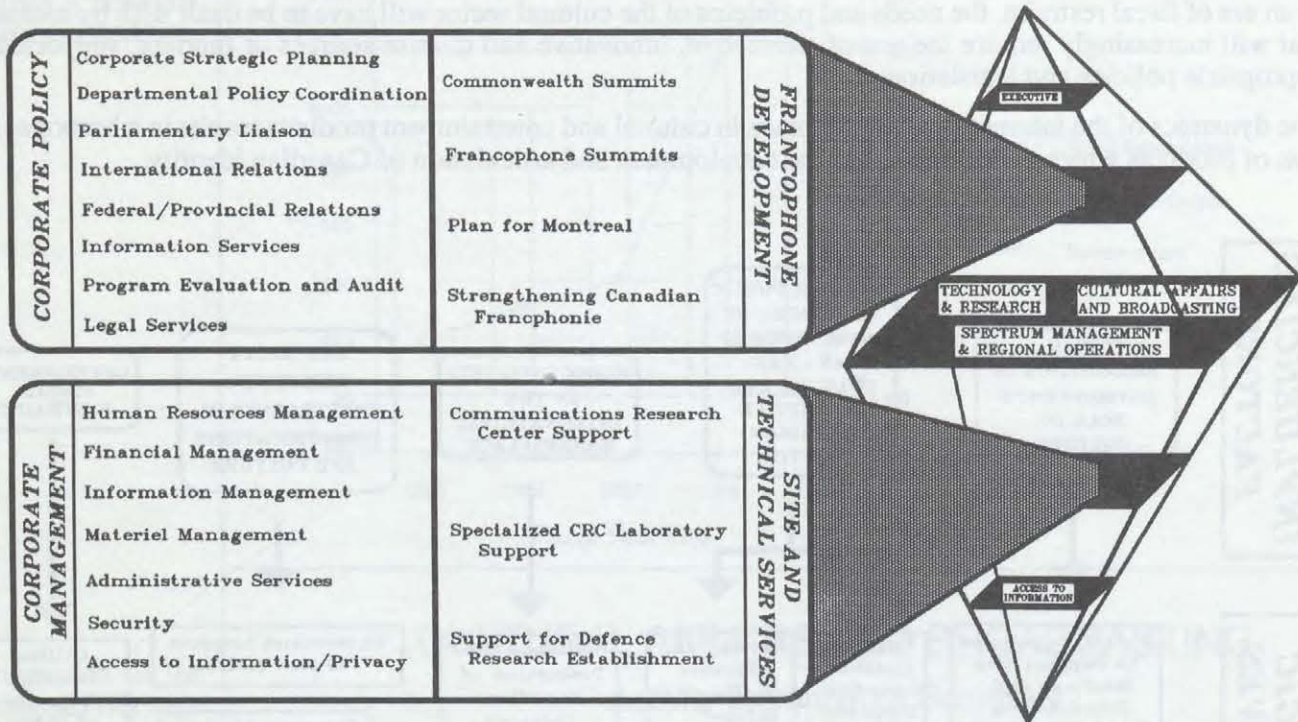 CORPORATE POLICY
Corporate Strategic Planning
Departmental Policy Coordination
Parliamentary Liaison
International Relations
Federal/Provincial Relations
Information Services
Program Evaluation and Audit
Legal Services
Commonwealth Summits
Francophone Summits
Plan for Montreal
Strengthening Canadian
Francphonie
FRANCOPHONE
DEVELOPMENT
EXECUTIVE
TECHNOLOGY
& RESEARCH
CULTURAL AFFAIRS
AND BROADCASTING
SPECTRUM MANAGEMENT
& REGIONAL OPERATIONS
CORPORATE
MANAGEMENT
Human Resources Management
Financial Management
Information Management
Materiel Management
Administrative Services
Security
Access to Information/Privacy
Communications Research
Center Support
Specialized CRC Laboratory
Support
Support for Defence
Research Establishment
SITE AND
TECHNICAL SERVICES
ACCESS TO
INFORMATION